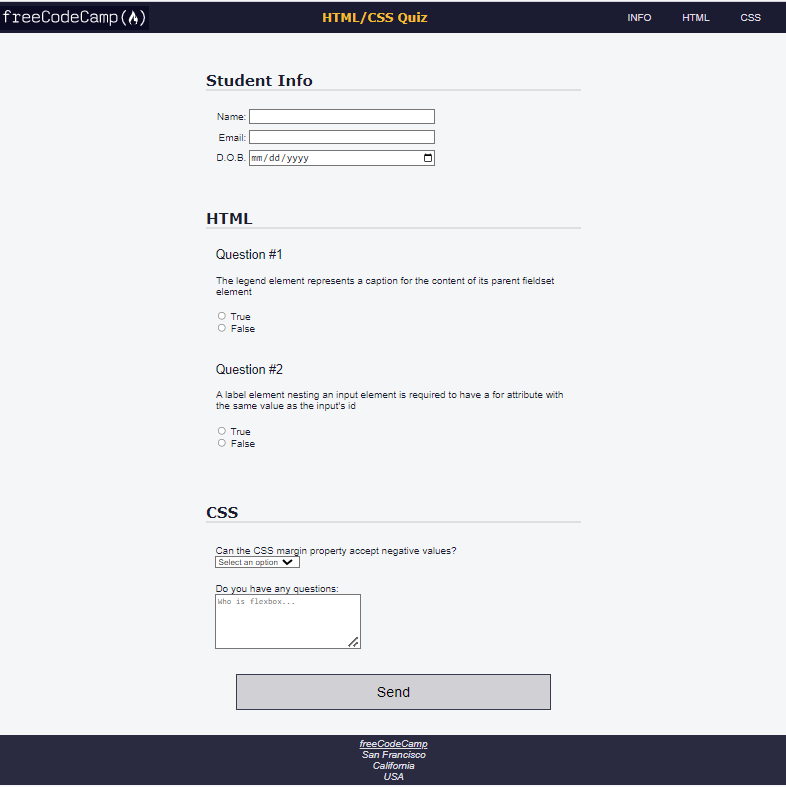 freeCodeCamp(🔥)
HTML/CSS Quiz
INFO
HTML
CSS
Student Info
Name:
Email:
D.O.B.
mm/dd/yyyy
HTML
Question #1
The legend element represents a caption for the content of its parent fieldset
element
True
False
Question #2
A label element nesting an input element is required to have a for attribute with
the same value as the input's id
True
False
CSS
Can the CSS margin property accept negative values?
Select an option
Do you have any questions:
Who is flexbox...
Send
freeCodeCamp
San Francisco
California
USA